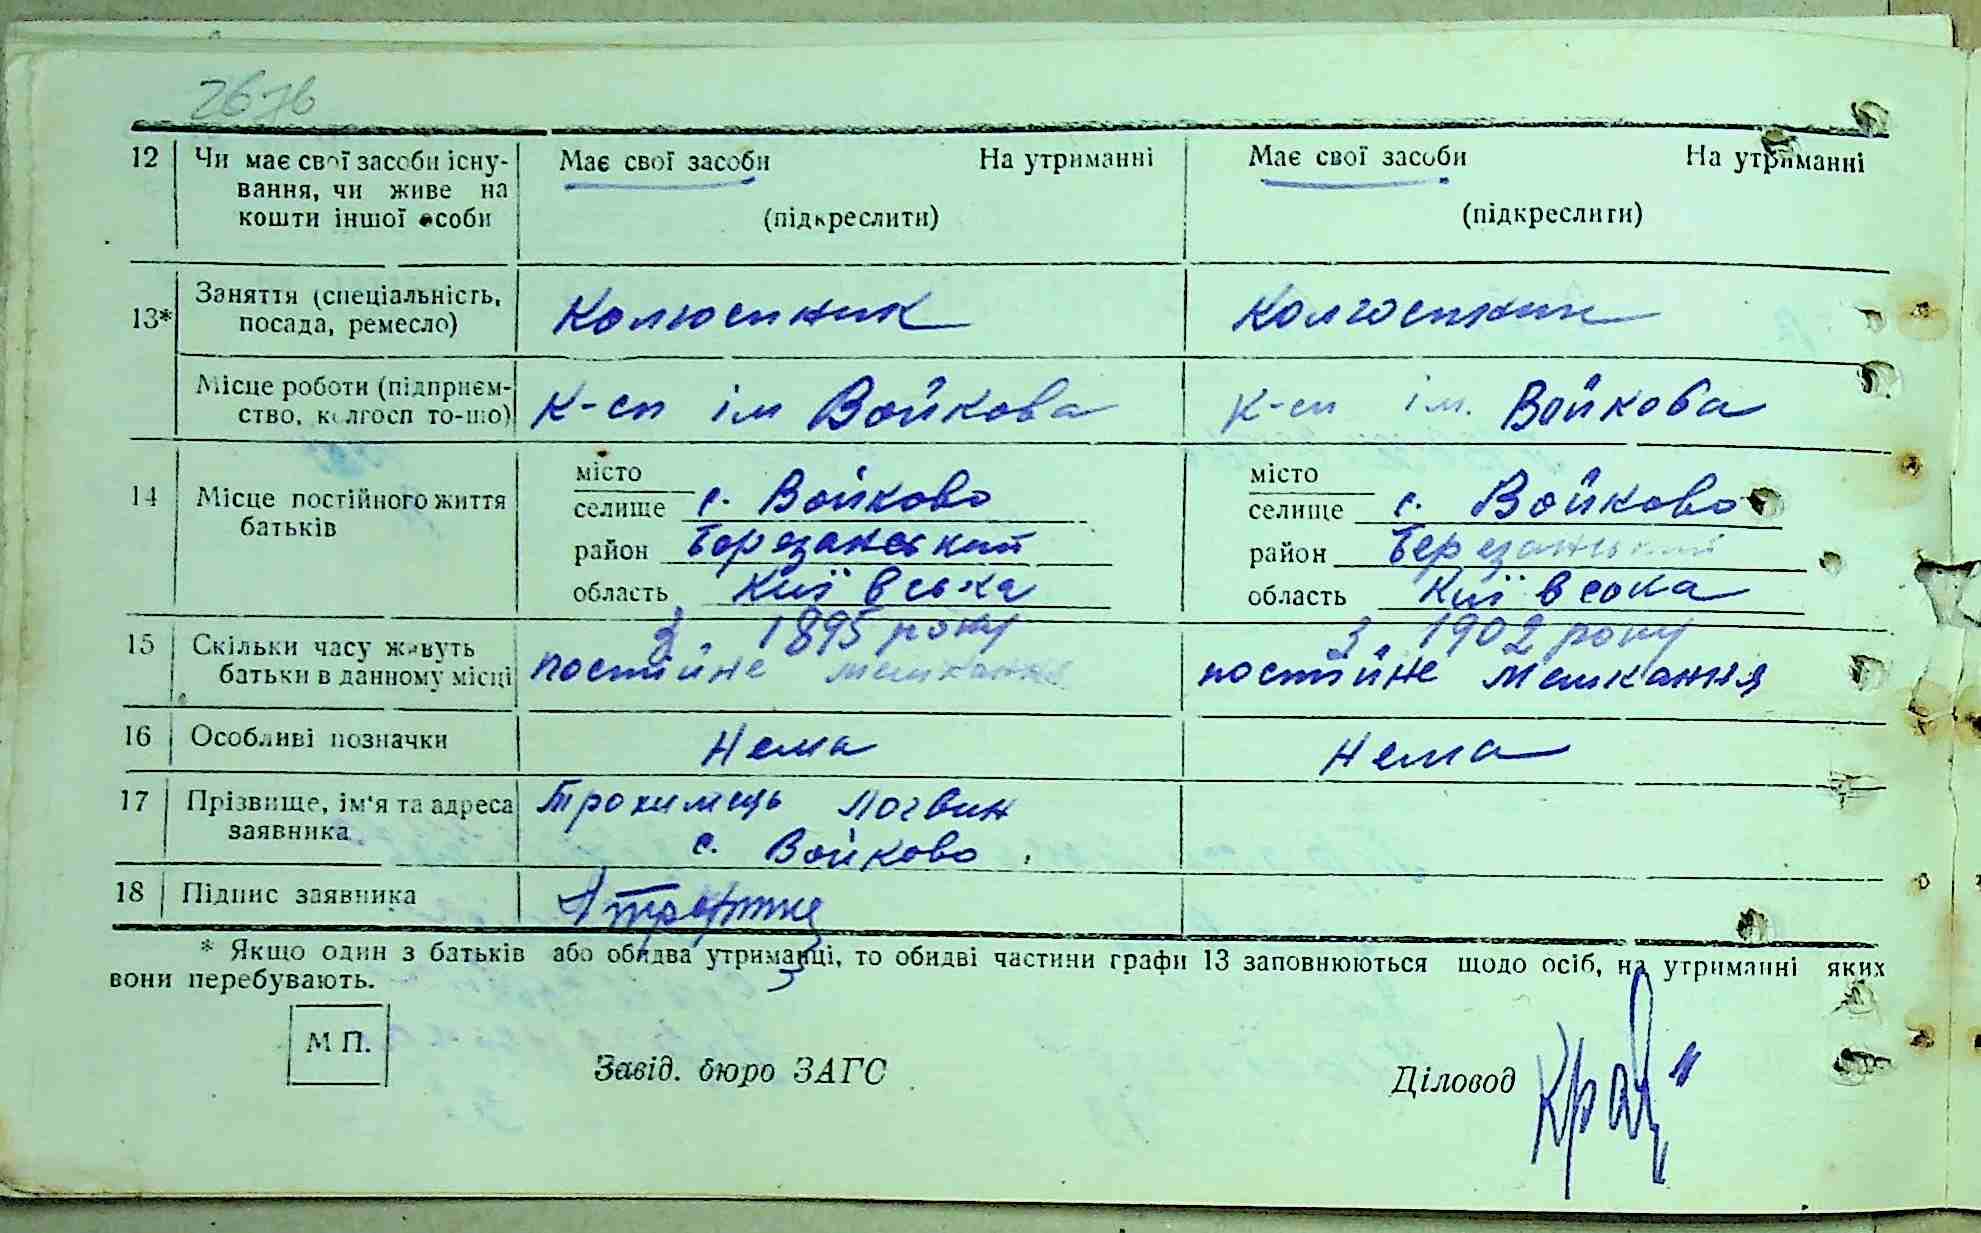 267в
12 Чи має свої засоби існу- Має свої засоби На утриманні Має свої засоби На утриманні
вання, чи живе на
кошти іншої особи (підкреслити) (підкреслити)
13* Заняття (спеціальність, Колгоспник Колгоспник
посада, ремесло)
Місце роботи (підприєм- К-сп ім Войкова К-сп ім. Войкова
ство, колгосп то-що)
місто місто
14 Місце постійного життя селище с. Войково селище с. Войково
батьків район Березанський район Березанський
область Київська область Київська
15 Скільки часу живуть З 1895 року З 1902 року
батьки в данному місці постійне мешкання постійне мешкання
16 Особливі позначки Нема Нема
17 Прізвище, ім'я та адреса Трохимець Логвин
заявника с. Войково
18 Підпис заявника
* Якщо один з батьків або обидва утриманці, то обидві частини графи 13 заповнюються щодо осіб, на утриманні яких
вони перебувають.
М П.
Завід. бюро ЗАГС Діловод